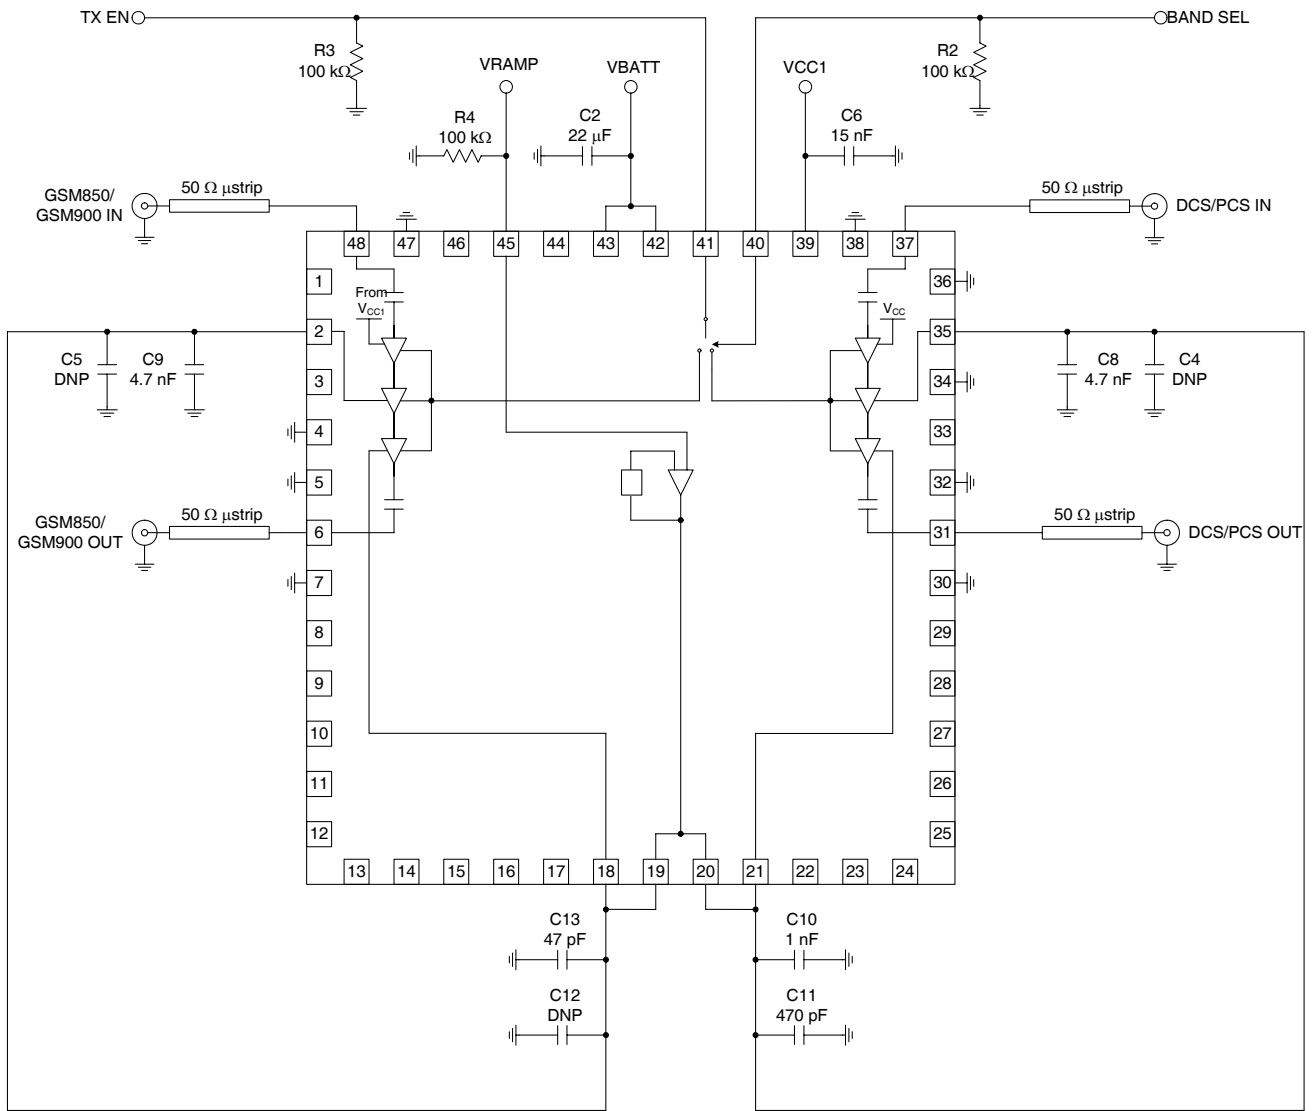 TX EN
BAND SEL
R3
100 kΩ
R2
100 kΩ
VRAMP
VBATT
VCC1
R4
100 kΩ
C2
22 μF
C6
15 nF
GSM850/
GSM900 IN
50 Ω μstrip
50 Ω μstrip
DCS/PCS IN
48
47
46
45
44
43
42
41
40
39
38
37
1
2
3
4
5
6
7
8
9
10
11
12
36
35
34
33
32
31
30
29
28
27
26
25
From
VCC1
VCC
C5
DNP
C9
4.7 nF
C8
4.7 nF
C4
DNP
GSM850/
GSM900 OUT
50 Ω μstrip
50 Ω μstrip
DCS/PCS OUT
13
14
15
16
17
18
19
20
21
22
23
24
C13
47 pF
C10
1 nF
C12
DNP
C11
470 pF